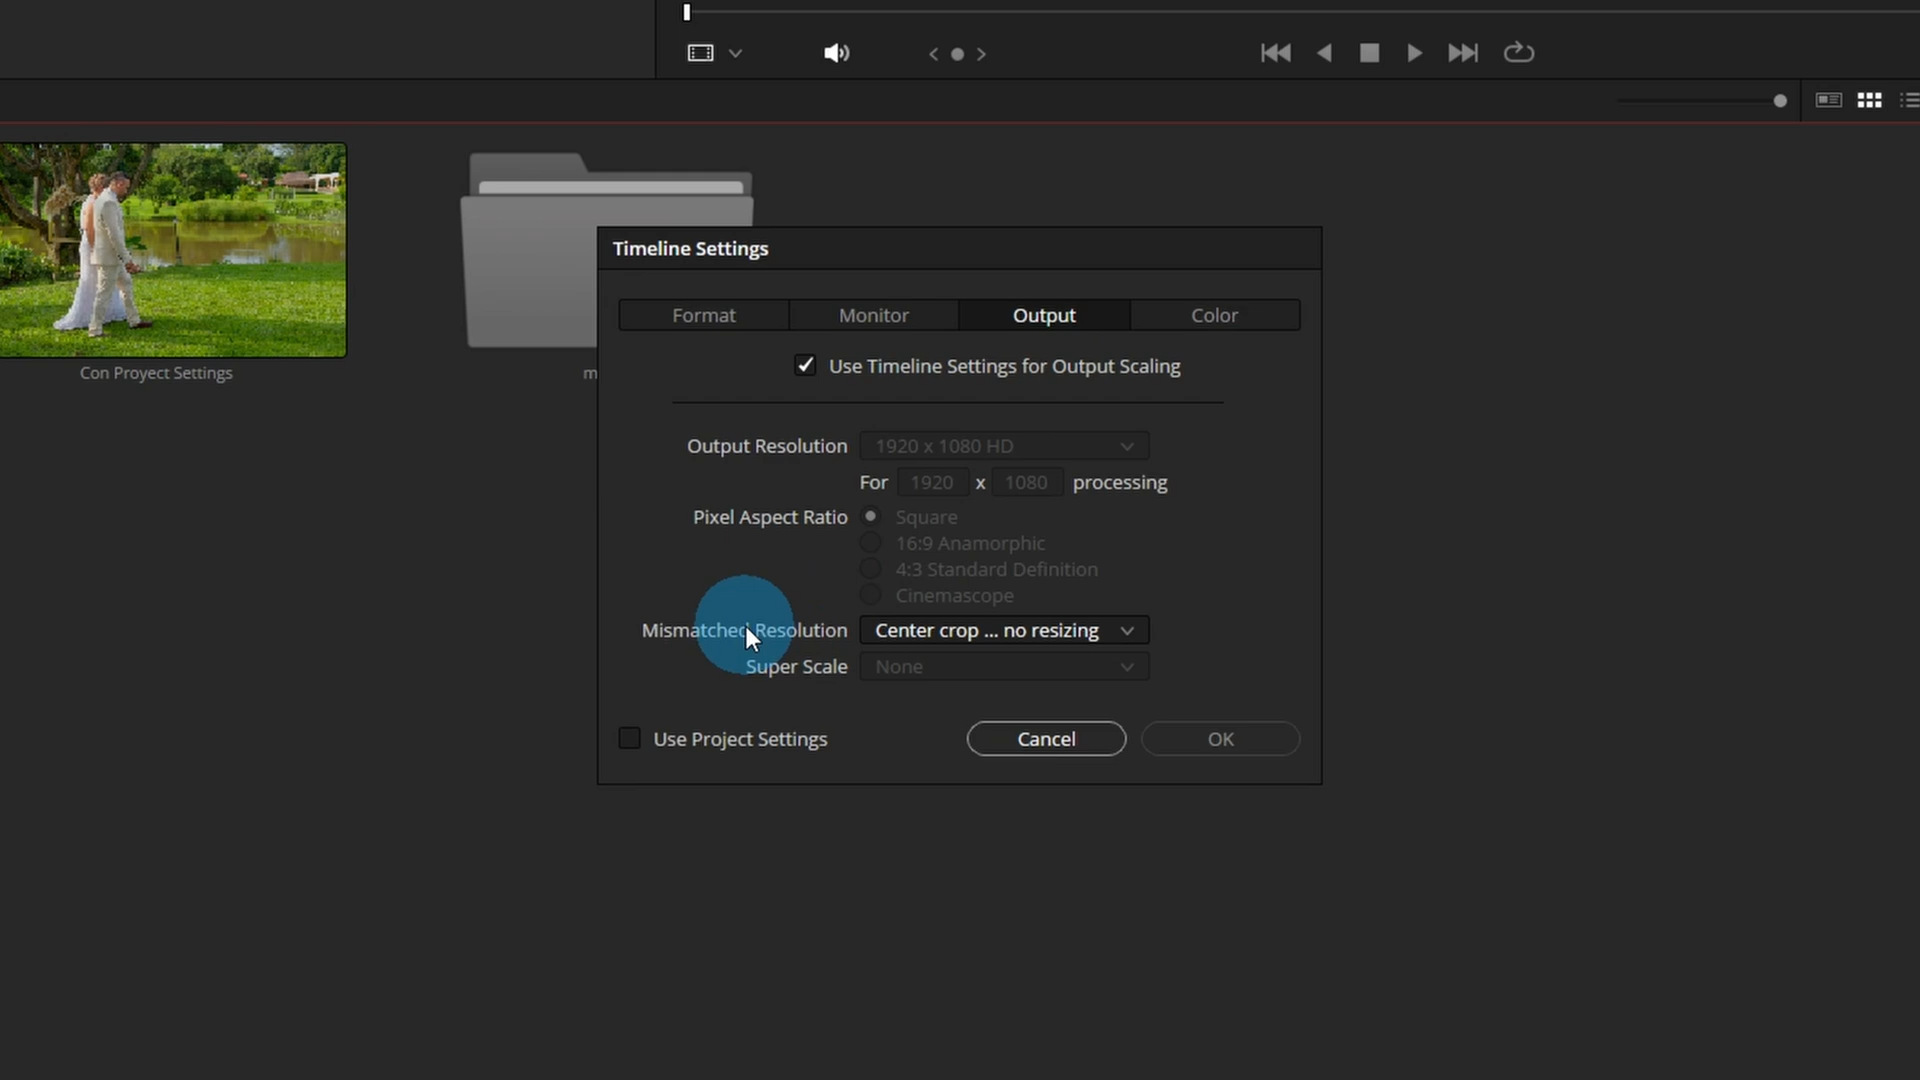 Con Proyect Settings
m
Timeline Settings
Format Monitor Output Color
Use Timeline Settings for Output Scaling
Output Resolution 1920 x 1080 HD
For 1920 x 1080 processing
Pixel Aspect Ratio Square
16:9 Anamorphic
4:3 Standard Definition
Cinemascope
Mismatched Resolution Center crop ... no resizing
Super Scale None
Use Project Settings Cancel OK